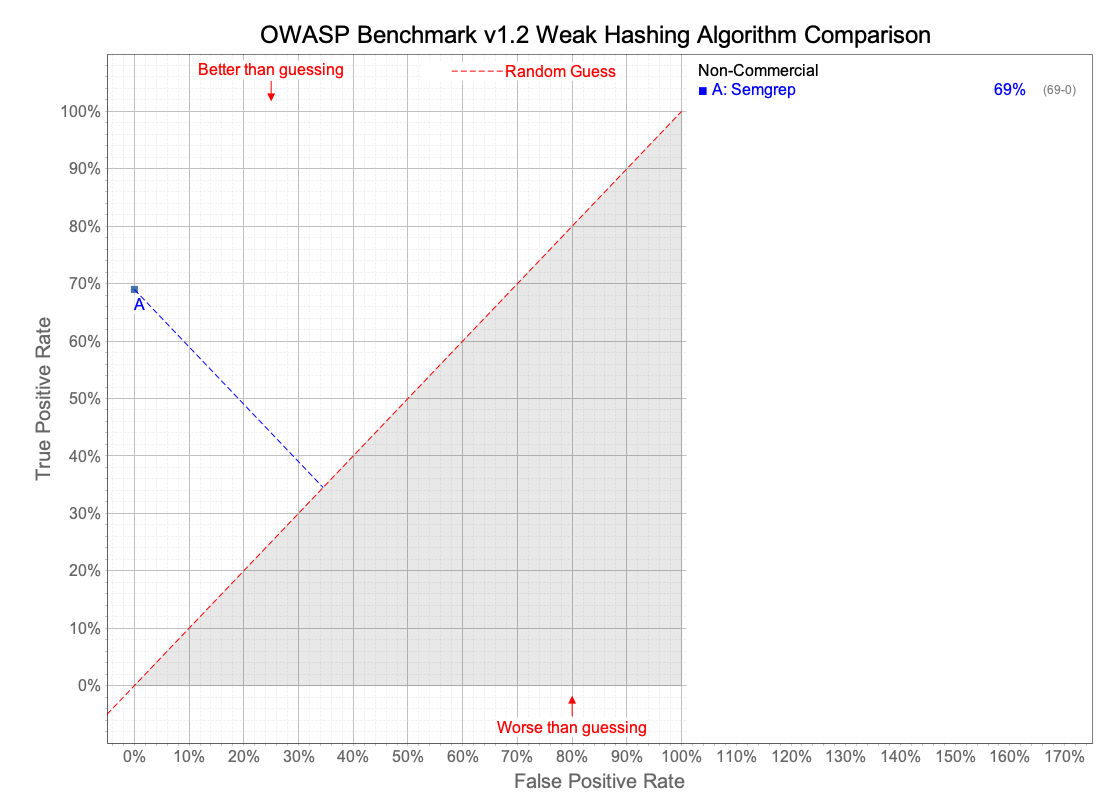 OWASP Benchmark v1.2 Weak Hashing Algorithm Comparison
Better than guessing
Random Guess
Non-Commercial
A: Semgrep 69% (69-0)
100%
90%
80%
70%
A
60%
50%
40%
30%
20%
10%
0%
True Positive Rate
Worse than guessing
0% 10% 20% 30% 40% 50% 60% 70% 80% 90% 100% 110% 120% 130% 140% 150% 160% 170%
False Positive Rate